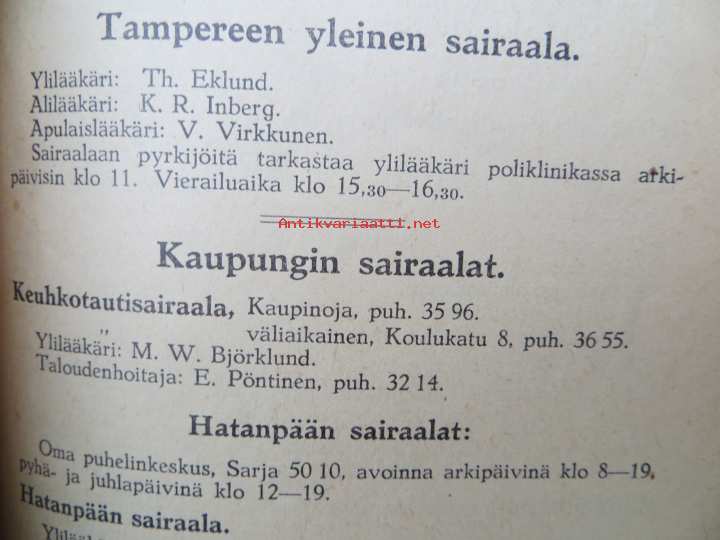 Tampereen yleinen sairaala.
Ylilääkäri: Th. Eklund.
Alilääkäri: K. R. Inberg.
Apulaislääkäri: V. Virkkunen.
Sairaalaan pyrkijöitä tarkastaa ylilääkäri poliklinikassa arki-
päivisin klo 11. Vierailuaika klo 15,30—16,30.
Antikvariaatti.net
Kaupungin sairaalat.
Keuhkotautisairaala, Kaupinoja, puh. 35 96.
„ väliaikainen, Koulukatu 8, puh. 36 55.
Ylilääkäri: M. W. Björklund.
Taloudenhoitaja: E. Pöntinen, puh. 32 14.
Hatanpään sairaalat:
Oma puhelinkeskus, Sarja 50 10, avoinna arkipäivinä klo 8—19,
pyhä- ja juhlapäivinä klo 12—19.
Hatanpään sairaala.